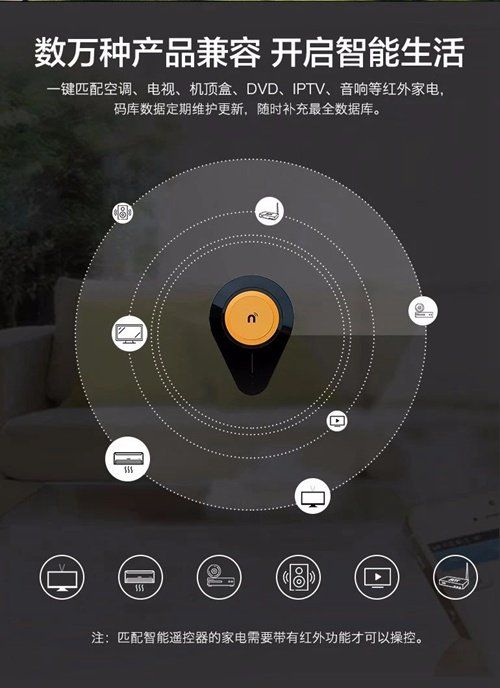 数万种产品兼容 开启智能生活
一键匹配空调、电视、机顶盒、DVD、IPTV、音响等红外家电，
码库数据定期维护更新，随时补充最全数据库。
n
注：匹配智能遥控器的家电需要带有红外功能才可以操控。